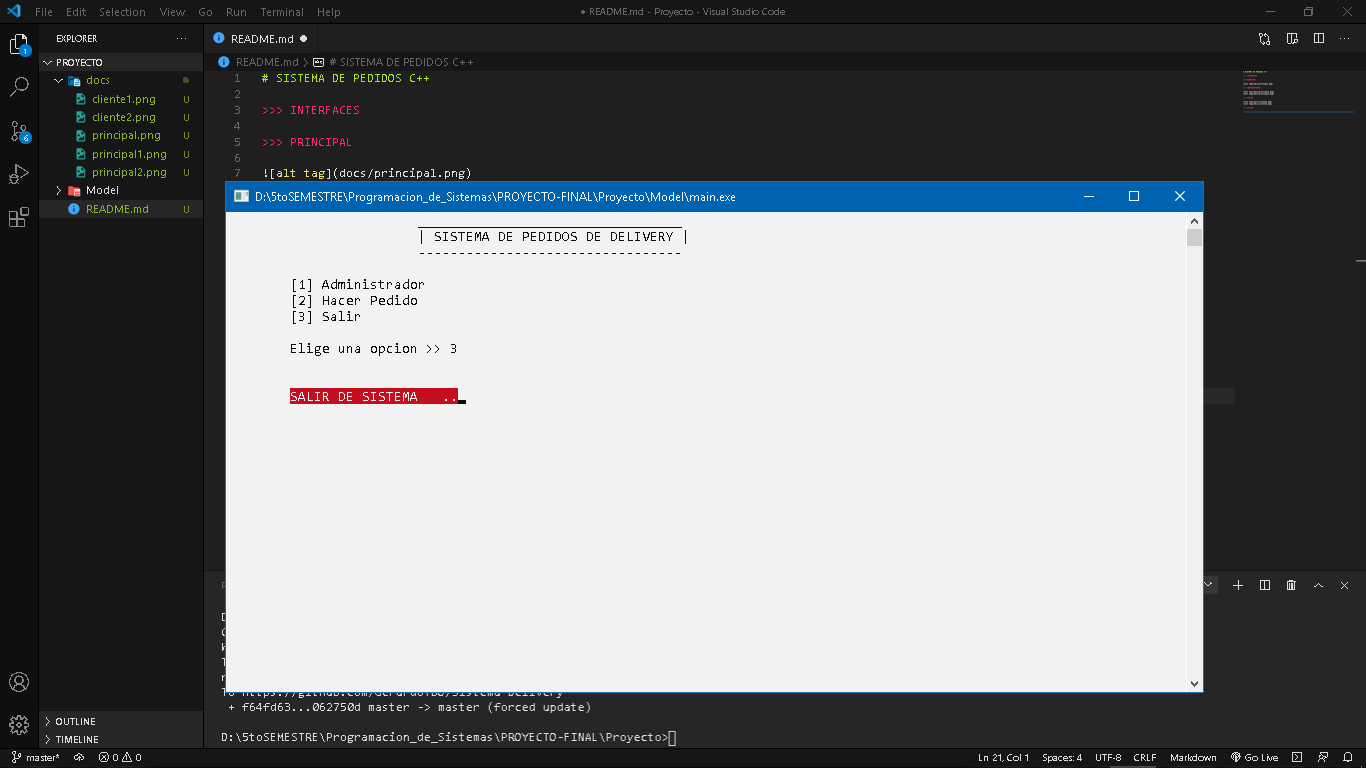 File Edit Selection View Go Run Terminal Help
● README.md - Proyecto - Visual Studio Code
EXPLORER
README.md
PROYECTO
docs
cliente1.png U
cliente2.png U
principal.png U
principal1.png U
principal2.png U
Model
README.md U
OUTLINE
TIMELINE
1
6
README.md > # SISTEMA DE PEDIDOS C++
1 # SISTEMA DE PEDIDOS C++
2
3 >>> INTERFACES
4
5 >>> PRINCIPAL
6
7 ![alt tag](docs/principal.png)
D:\5toSEMESTRE\Programacion_de_Sistemas\PROYECTO-FINAL\Proyecto\Model\main.exe
| SISTEMA DE PEDIDOS DE DELIVERY |
---------------------------------
[1] Administrador
[2] Hacer Pedido
[3] Salir
Elige una opcion >> 3
SALIR DE SISTEMA ..
+ f64fd63...062750d master -> master (forced update)
D:\5toSEMESTRE\Programacion_de_Sistemas\PROYECTO-FINAL\Proyecto>
master* 0 0 Ln 21, Col 1 Spaces: 4 UTF-8 CRLF Markdown Go Live